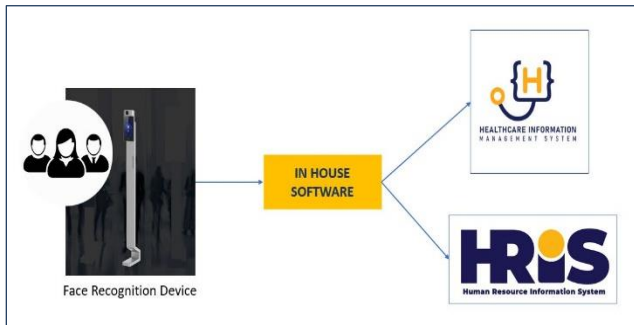 Face Recognition Device
IN HOUSE
SOFTWARE
H
HEALTHCARE INFORMATION
MANAGEMENT SYSTEM
HRiS
Human Resource Information System